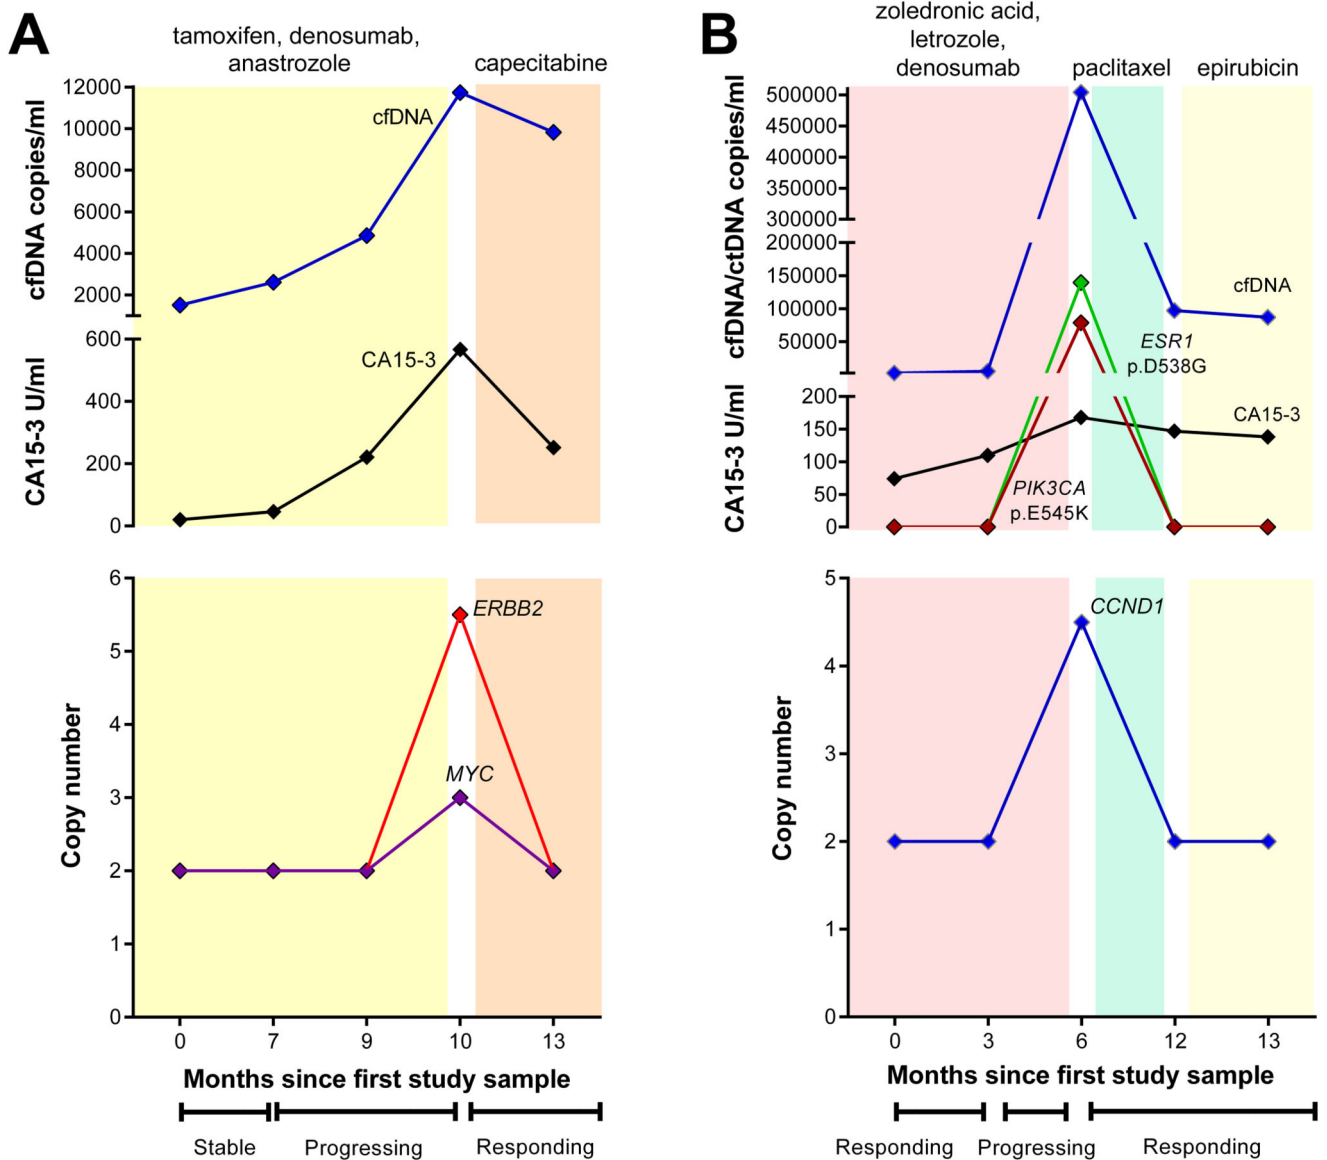 A
tamoxifen, denosumab,
anastrozole
capecitabine
cfDNA copies/ml
12000
10000
8000
6000
4000
2000
cfDNA
CA15-3 U/ml
600
400
200
0
CA15-3
Copy number
6
5
4
3
2
1
0
ERBB2
MYC
0
7
9
10
13
Months since first study sample
Stable
Progressing
Responding
B
zoledronic acid,
letrozole,
denosumab
paclitaxel
epirubicin
cfDNA/ctDNA copies/ml
500000
450000
400000
350000
300000
200000
150000
100000
50000
cfDNA
ESR1
p.D538G
CA15-3 U/ml
200
150
100
50
0
CA15-3
PIK3CA
p.E545K
Copy number
5
4
3
2
1
0
CCND1
0
3
6
12
13
Months since first study sample
Responding
Progressing
Responding